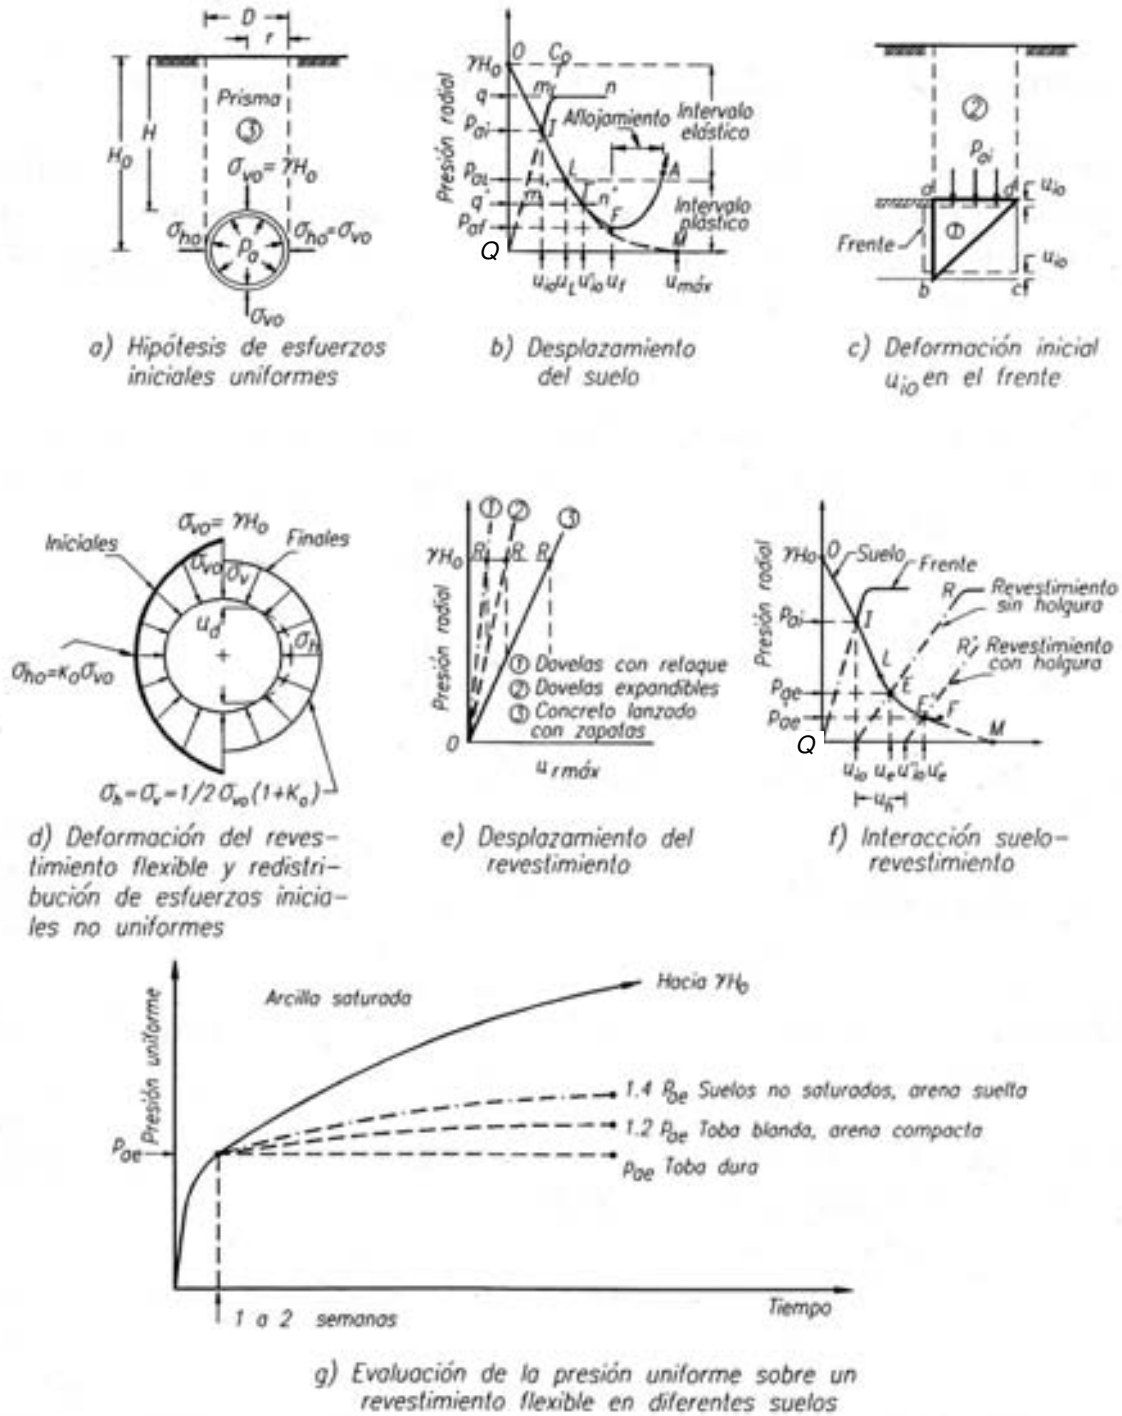 D
r
Prisma
③
H
H₀
σvo = γH₀
σho
Pa
σho=σvo
σvo
a) Hipótesis de esfuerzos
iniciales uniformes
Presión radial
O
Co
γH₀
q
m
n
Aflojamiento
Intervalo
elástico
Pai
I
PaL
L
A
q'
m'
n'
Intervalo
plástico
Paf
F
M
Q
uio
uL
u'io
uf
umáx
b) Desplazamiento
del suelo
②
Pai
a
d
uio
Frente
①
uio
b
c
c) Deformación inicial
uio en el frente
σvo = γH₀
Iniciales
Finales
σvo
σv
ud
σh
σho=Koσvo
σh=σv=1/2 σvo(1+Ko)
d) Deformación del reves-
timiento flexible y redistri-
bución de esfuerzos inicia-
les no uniformes
Presión radial
①
②
③
γH₀
R
R
R
① Dovelas con retaque
② Dovelas expandibles
③ Concreto lanzado
con zapatas
O
urmáx
e) Desplazamiento del
revestimiento
Presión radial
γH₀
O
Suelo
Frente
Pai
I
R
Revestimiento
sin holgura
R'
Revestimiento
con holgura
L
Pae
E
P'ae
E'
F
M
Q
uio
ue
u'io
u'e
uh
f) Interacción suelo-
revestimiento
Presión uniforme
Arcilla saturada
Hacia γH₀
1.4 Pae Suelos no saturados, arena suelta
1.2 Pae Toba blanda, arena compacta
Pae
Pae Toba dura
Tiempo
1 a 2 semanas
g) Evaluación de la presión uniforme sobre un
revestimiento flexible en diferentes suelos